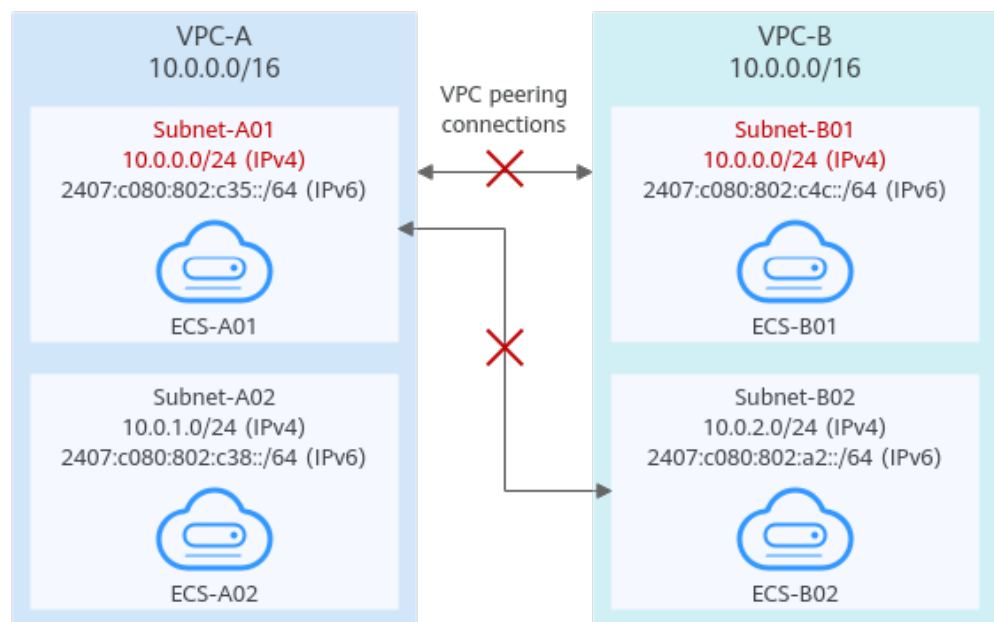 VPC-A
10.0.0.0/16
Subnet-A01
10.0.0.0/24 (IPv4)
2407:c080:802:c35::/64 (IPv6)
ECS-A01
Subnet-A02
10.0.1.0/24 (IPv4)
2407:c080:802:c38::/64 (IPv6)
ECS-A02
VPC peering
connections
VPC-B
10.0.0.0/16
Subnet-B01
10.0.0.0/24 (IPv4)
2407:c080:802:c4c::/64 (IPv6)
ECS-B01
Subnet-B02
10.0.2.0/24 (IPv4)
2407:c080:802:a2::/64 (IPv6)
ECS-B02